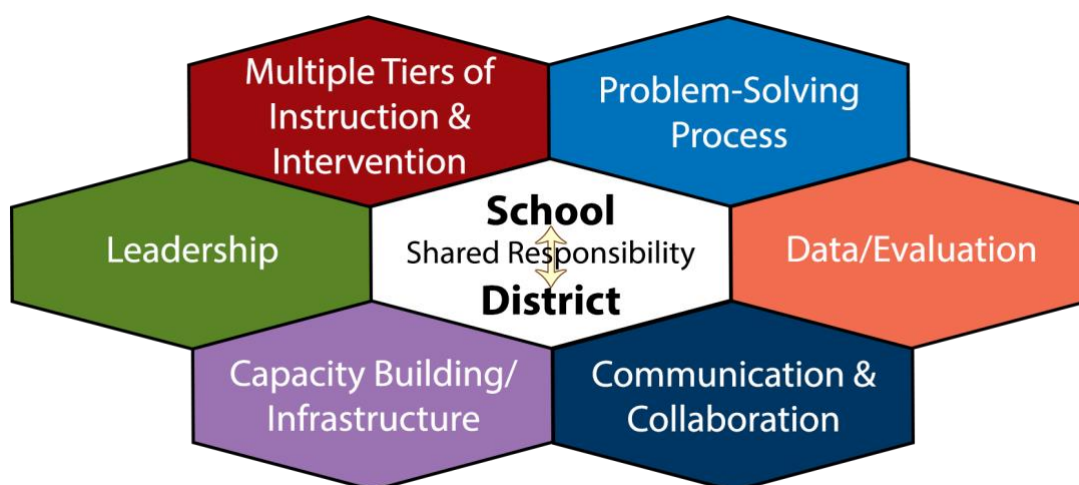 Multiple Tiers of
Instruction &
Intervention
Problem-Solving
Process
Leadership
School
Shared Responsibility
District
Data/Evaluation
Capacity Building/
Infrastructure
Communication &
Collaboration